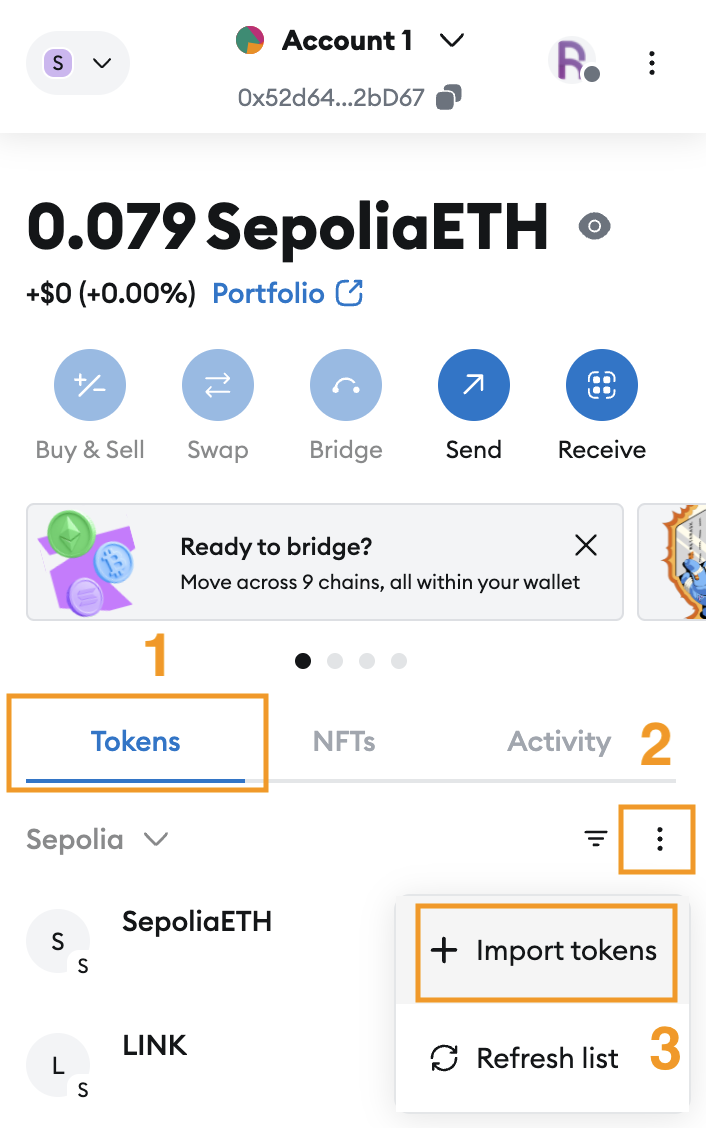 S
Account 1
0x52d64...2bD67
0.079 SepoliaETH
+$0 (+0.00%) Portfolio
Buy & Sell
Swap
Bridge
Send
Receive
Ready to bridge?
Move across 9 chains, all within your wallet
1
Tokens
NFTs
Activity
2
Sepolia
S
S
SepoliaETH
Import tokens
L
S
LINK
Refresh list
3